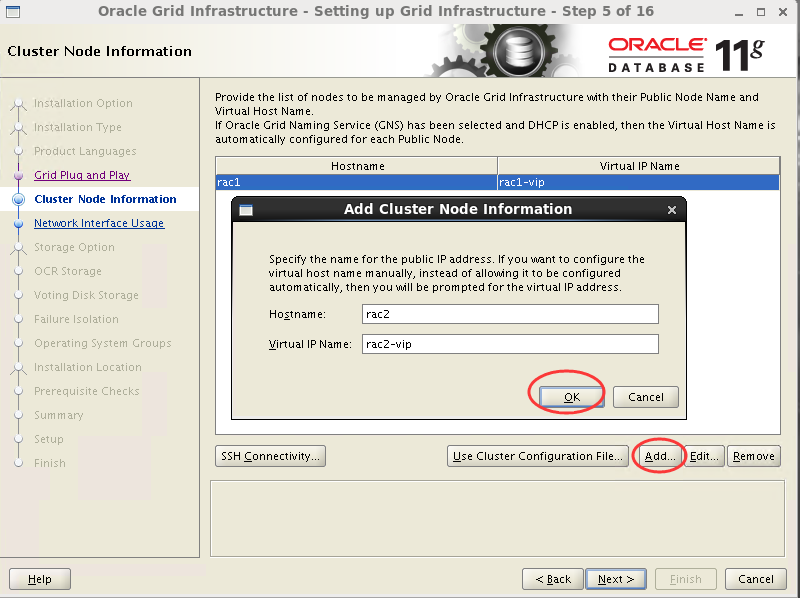 Oracle Grid Infrastructure - Setting up Grid Infrastructure - Step 5 of 16
Cluster Node Information
ORACLE
DATABASE
11g
Installation Option
Installation Type
Product Languages
Grid Plug and Play
Cluster Node Information
Network Interface Usage
Storage Option
OCR Storage
Voting Disk Storage
Failure Isolation
Operating System Groups
Installation Location
Prerequisite Checks
Summary
Setup
Finish
Provide the list of nodes to be managed by Oracle Grid Infrastructure with their Public Node Name and
Virtual Host Name.
If Oracle Grid Naming Service (GNS) has been selected and DHCP is enabled, then the Virtual Host Name is
automatically configured for each Public Node.
Hostname Virtual IP Name
rac1 rac1-vip
Add Cluster Node Information
Specify the name for the public IP address. If you want to configure the
virtual host name manually, instead of allowing it to be configured
automatically, then you will be prompted for the virtual IP address.
Hostname: rac2
Virtual IP Name: rac2-vip
OK Cancel
SSH Connectivity... Use Cluster Configuration File... Add... Edit... Remove
Help < Back Next > Finish Cancel